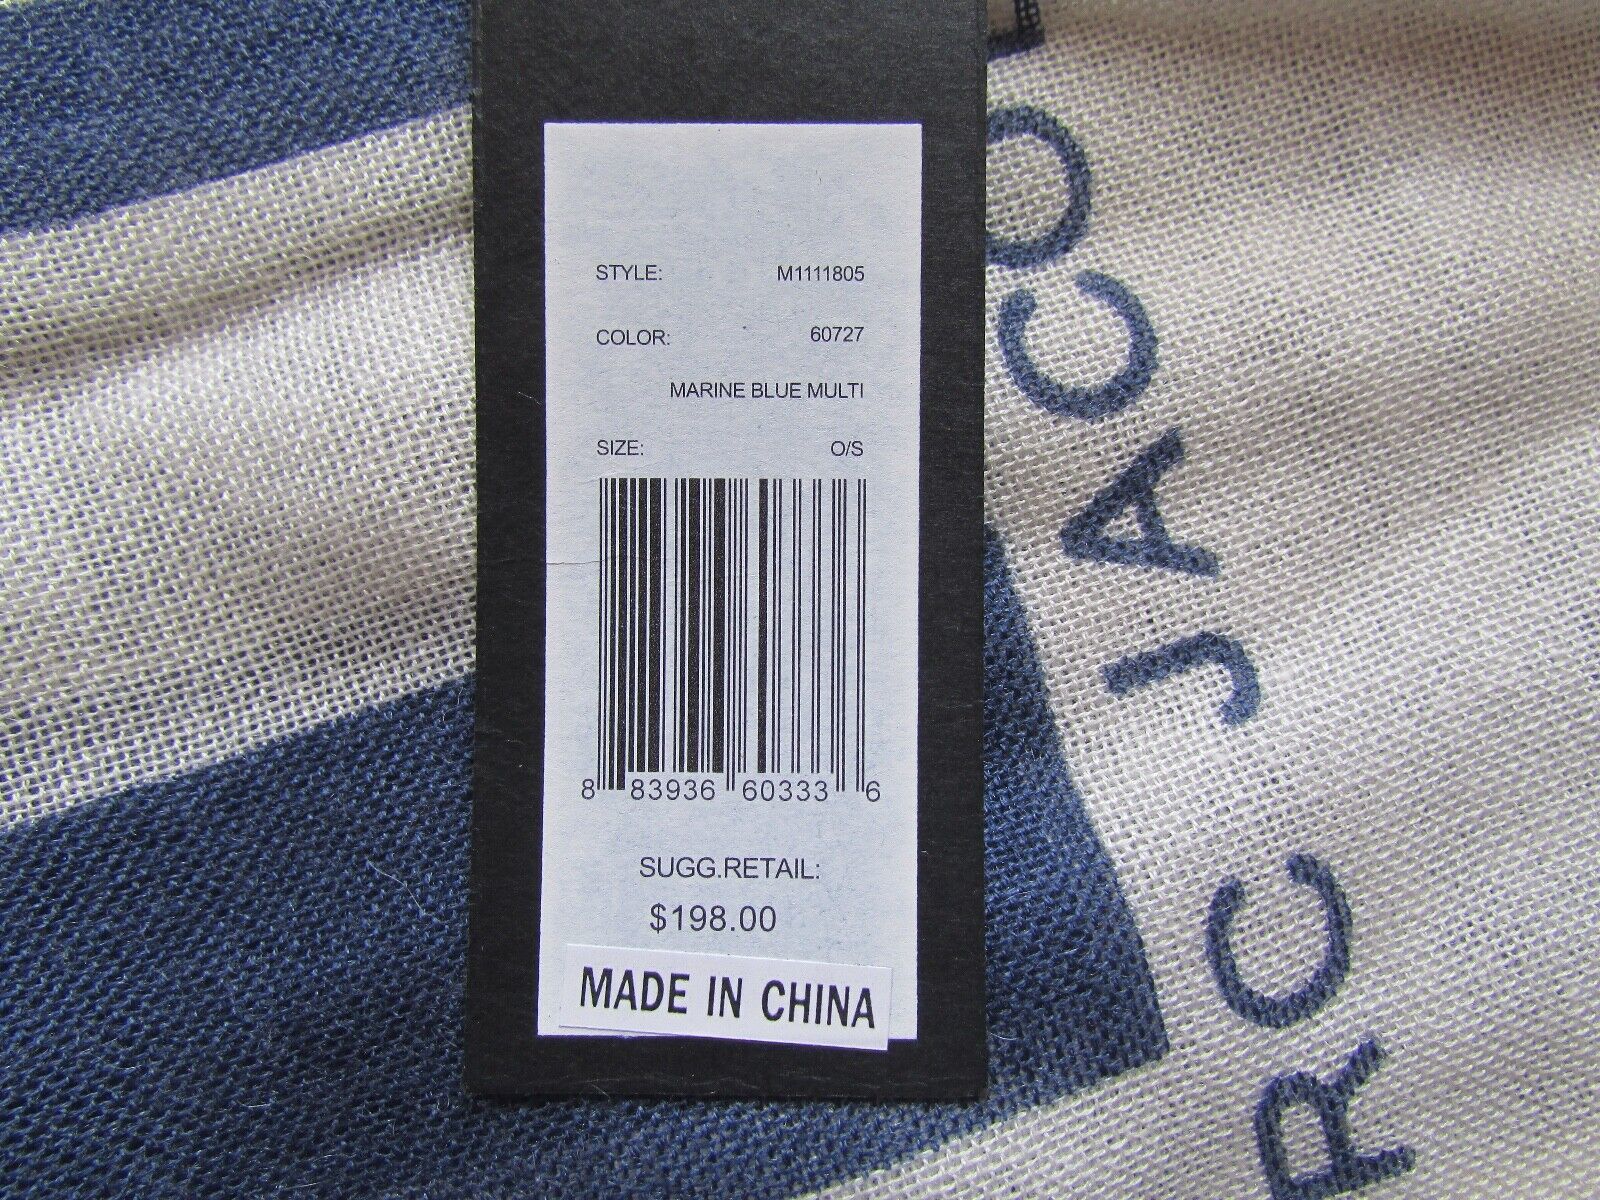 STYLE: M1111805
COLOR: 60727
MARINE BLUE MULTI
SIZE: O/S
8 83936 60333 6
SUGG.RETAIL:
$198.00
MADE IN CHINA
RC JACO